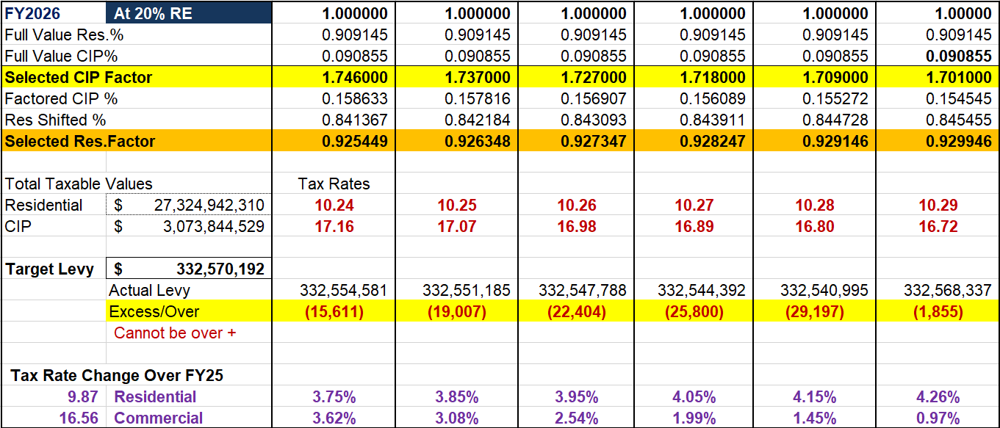 FY2026 At 20% RE 1.000000 1.000000 1.000000 1.000000 1.000000 1.00000
Full Value Res.% 0.909145 0.909145 0.909145 0.909145 0.909145 0.909145
Full Value CIP% 0.090855 0.090855 0.090855 0.090855 0.090855 0.090855
Selected CIP Factor 1.746000 1.737000 1.727000 1.718000 1.709000 1.701000
Factored CIP % 0.158633 0.157816 0.156907 0.156089 0.155272 0.154545
Res Shifted % 0.841367 0.842184 0.843093 0.843911 0.844728 0.845455
Selected Res.Factor 0.925449 0.926348 0.927347 0.928247 0.929146 0.929946
Total Taxable Values Tax Rates
Residential $ 27,324,942,310 10.24 10.25 10.26 10.27 10.28 10.29
CIP $ 3,073,844,529 17.16 17.07 16.98 16.89 16.80 16.72
Target Levy $ 332,570,192
Actual Levy 332,554,581 332,551,185 332,547,788 332,544,392 332,540,995 332,568,337
Excess/Over (15,611) (19,007) (22,404) (25,800) (29,197) (1,855)
Cannot be over +
Tax Rate Change Over FY25
9.87 Residential 3.75% 3.85% 3.95% 4.05% 4.15% 4.26%
16.56 Commercial 3.62% 3.08% 2.54% 1.99% 1.45% 0.97%